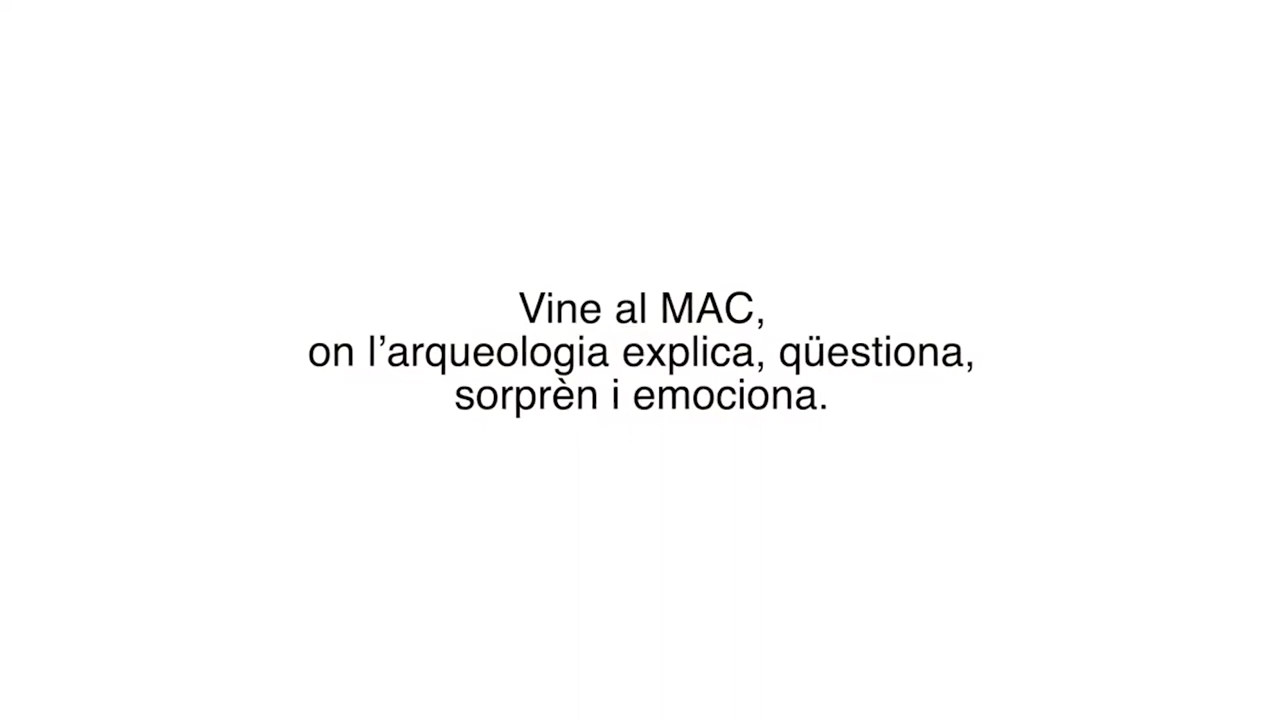 Vine al MAC,
on l’arqueologia explica, qüestiona,
sorprèn i emociona.